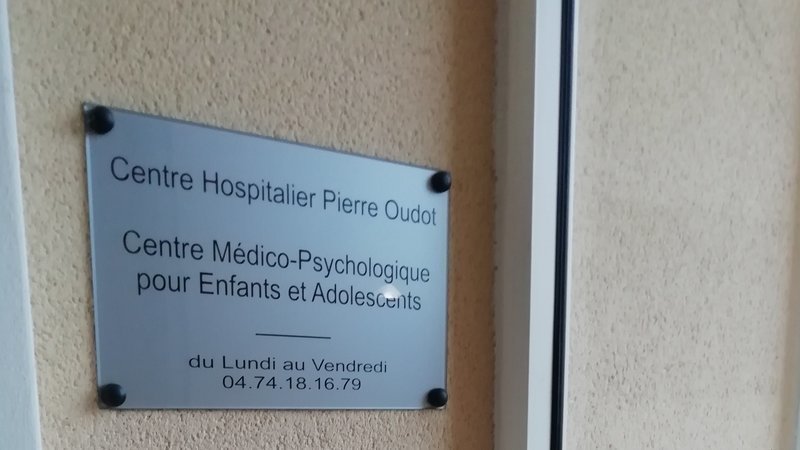 Centre Hospitalier Pierre Oudot
Centre Médico-Psychologique
pour Enfants et Adolescents
du Lundi au Vendredi
04.74.18.16.79